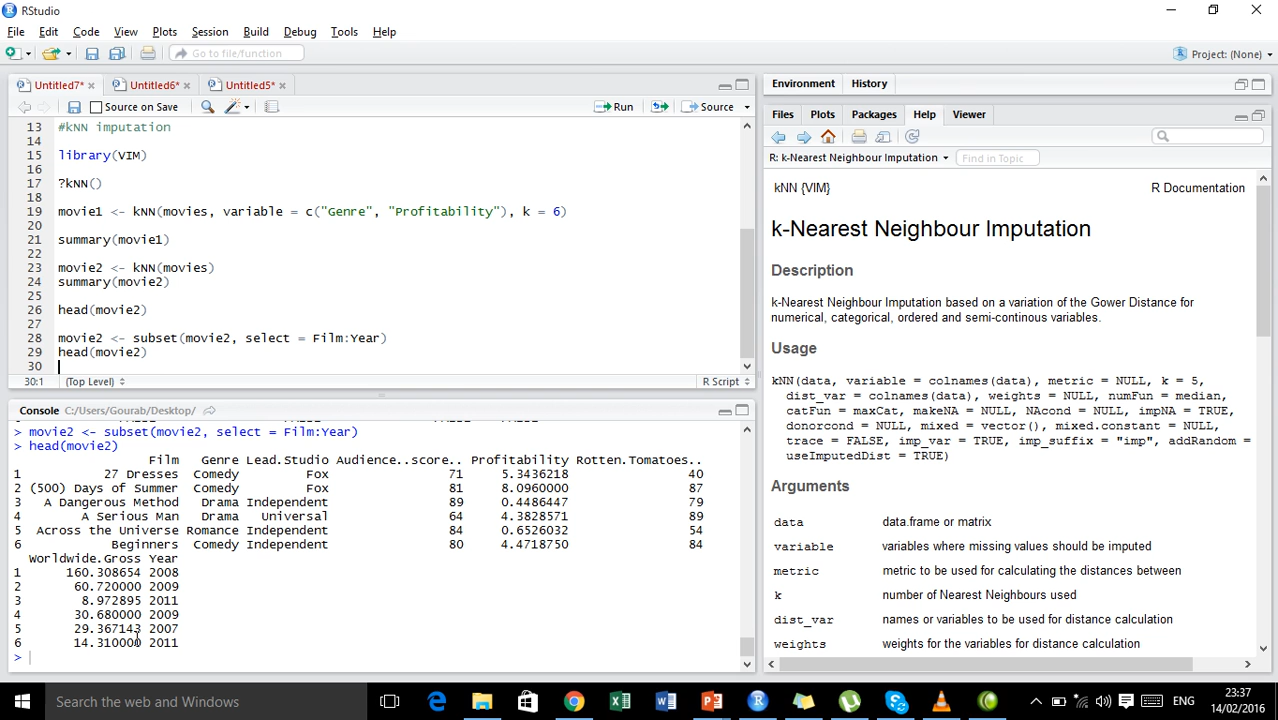 RStudio
File Edit Code View Plots Session Build Debug Tools Help
Go to file/function
Project: (None)
Untitled7* Untitled6* Untitled5*
Source on Save Run Source
13 #kNN imputation
14
15 library(VIM)
16
17 ?kNN()
18
19 movie1 <- kNN(movies, variable = c("Genre", "Profitability"), k = 6)
20
21 summary(movie1)
22
23 movie2 <- kNN(movies)
24 summary(movie2)
25
26 head(movie2)
27
28 movie2 <- subset(movie2, select = Film:Year)
29 head(movie2)
30
30:1 (Top Level) R Script
Console C:/Users/Gourab/Desktop/
> movie2 <- subset(movie2, select = Film:Year)
> head(movie2)
Film Genre Lead.Studio Audience..score.. Profitability Rotten.Tomatoes..
1 27 Dresses Comedy Fox 71 5.3436218 40
2 (500) Days of Summer Comedy Fox 81 8.0960000 87
3 A Dangerous Method Drama Independent 89 0.4486447 79
4 A Serious Man Drama Universal 64 4.3828571 89
5 Across the Universe Romance Independent 84 0.6526032 54
6 Beginners Comedy Independent 80 4.4718750 84
Worldwide.Gross Year
1 160.308654 2008
2 60.720000 2009
3 8.972895 2011
4 30.680000 2009
5 29.367143 2007
6 14.310000 2011
>
Environment History
Files Plots Packages Help Viewer
R: k-Nearest Neighbour Imputation Find in Topic
kNN {VIM} R Documentation
k-Nearest Neighbour Imputation
Description
k-Nearest Neighbour Imputation based on a variation of the Gower Distance for
numerical, categorical, ordered and semi-continous variables.
Usage
kNN(data, variable = colnames(data), metric = NULL, k = 5,
dist_var = colnames(data), weights = NULL, numFun = median,
catFun = maxCat, makeNA = NULL, NAcond = NULL, impNA = TRUE,
donorcond = NULL, mixed = vector(), mixed.constant = NULL,
trace = FALSE, imp_var = TRUE, imp_suffix = "imp", addRandom =
useImputedDist = TRUE)
Arguments
data data.frame or matrix
variable variables where missing values should be imputed
metric metric to be used for calculating the distances between
k number of Nearest Neighbours used
dist_var names or variables to be used for distance calculation
weights weights for the variables for distance calculation
Search the web and Windows
ENG
23:37
14/02/2016